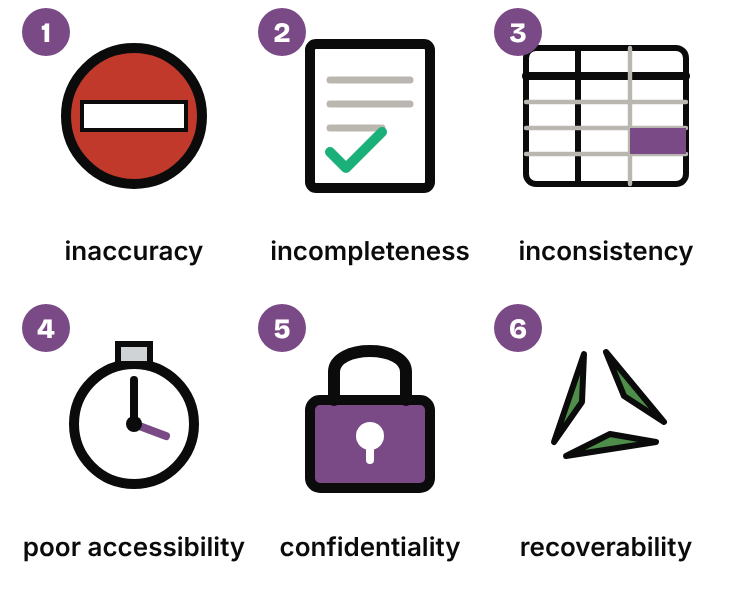 1
2
3
inaccuracy
incompleteness
inconsistency
4
5
6
poor accessibility
confidentiality
recoverability